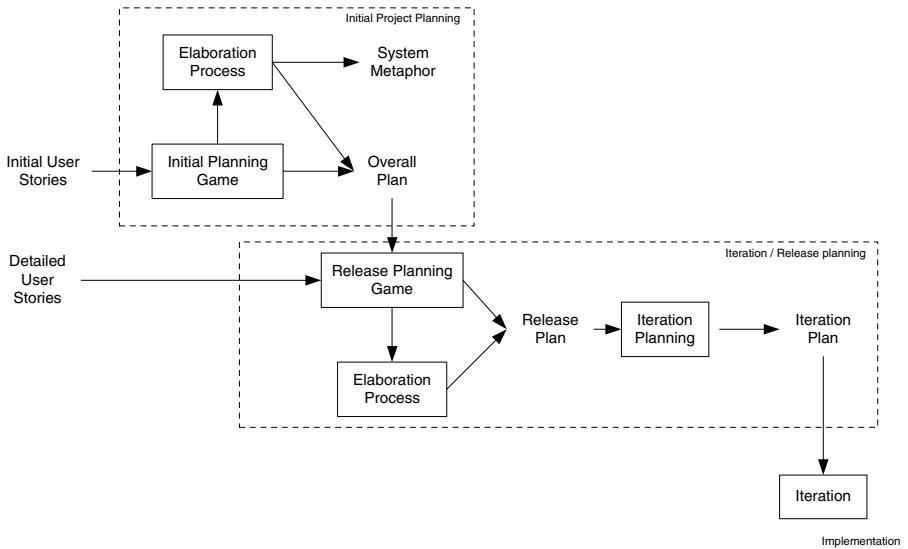 Initial Project Planning
Elaboration
Process
System
Metaphor
Initial User
Stories
Initial Planning
Game
Overall
Plan
Iteration / Release planning
Detailed
User
Stories
Release Planning
Game
Release
Plan
Iteration
Planning
Iteration
Plan
Elaboration
Process
Iteration
Implementation